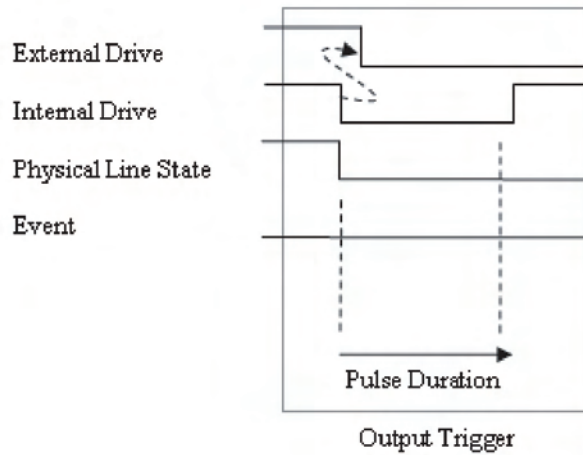 External Drive
Internal Drive
Physical Line State
Event
Pulse Duration
Output Trigger